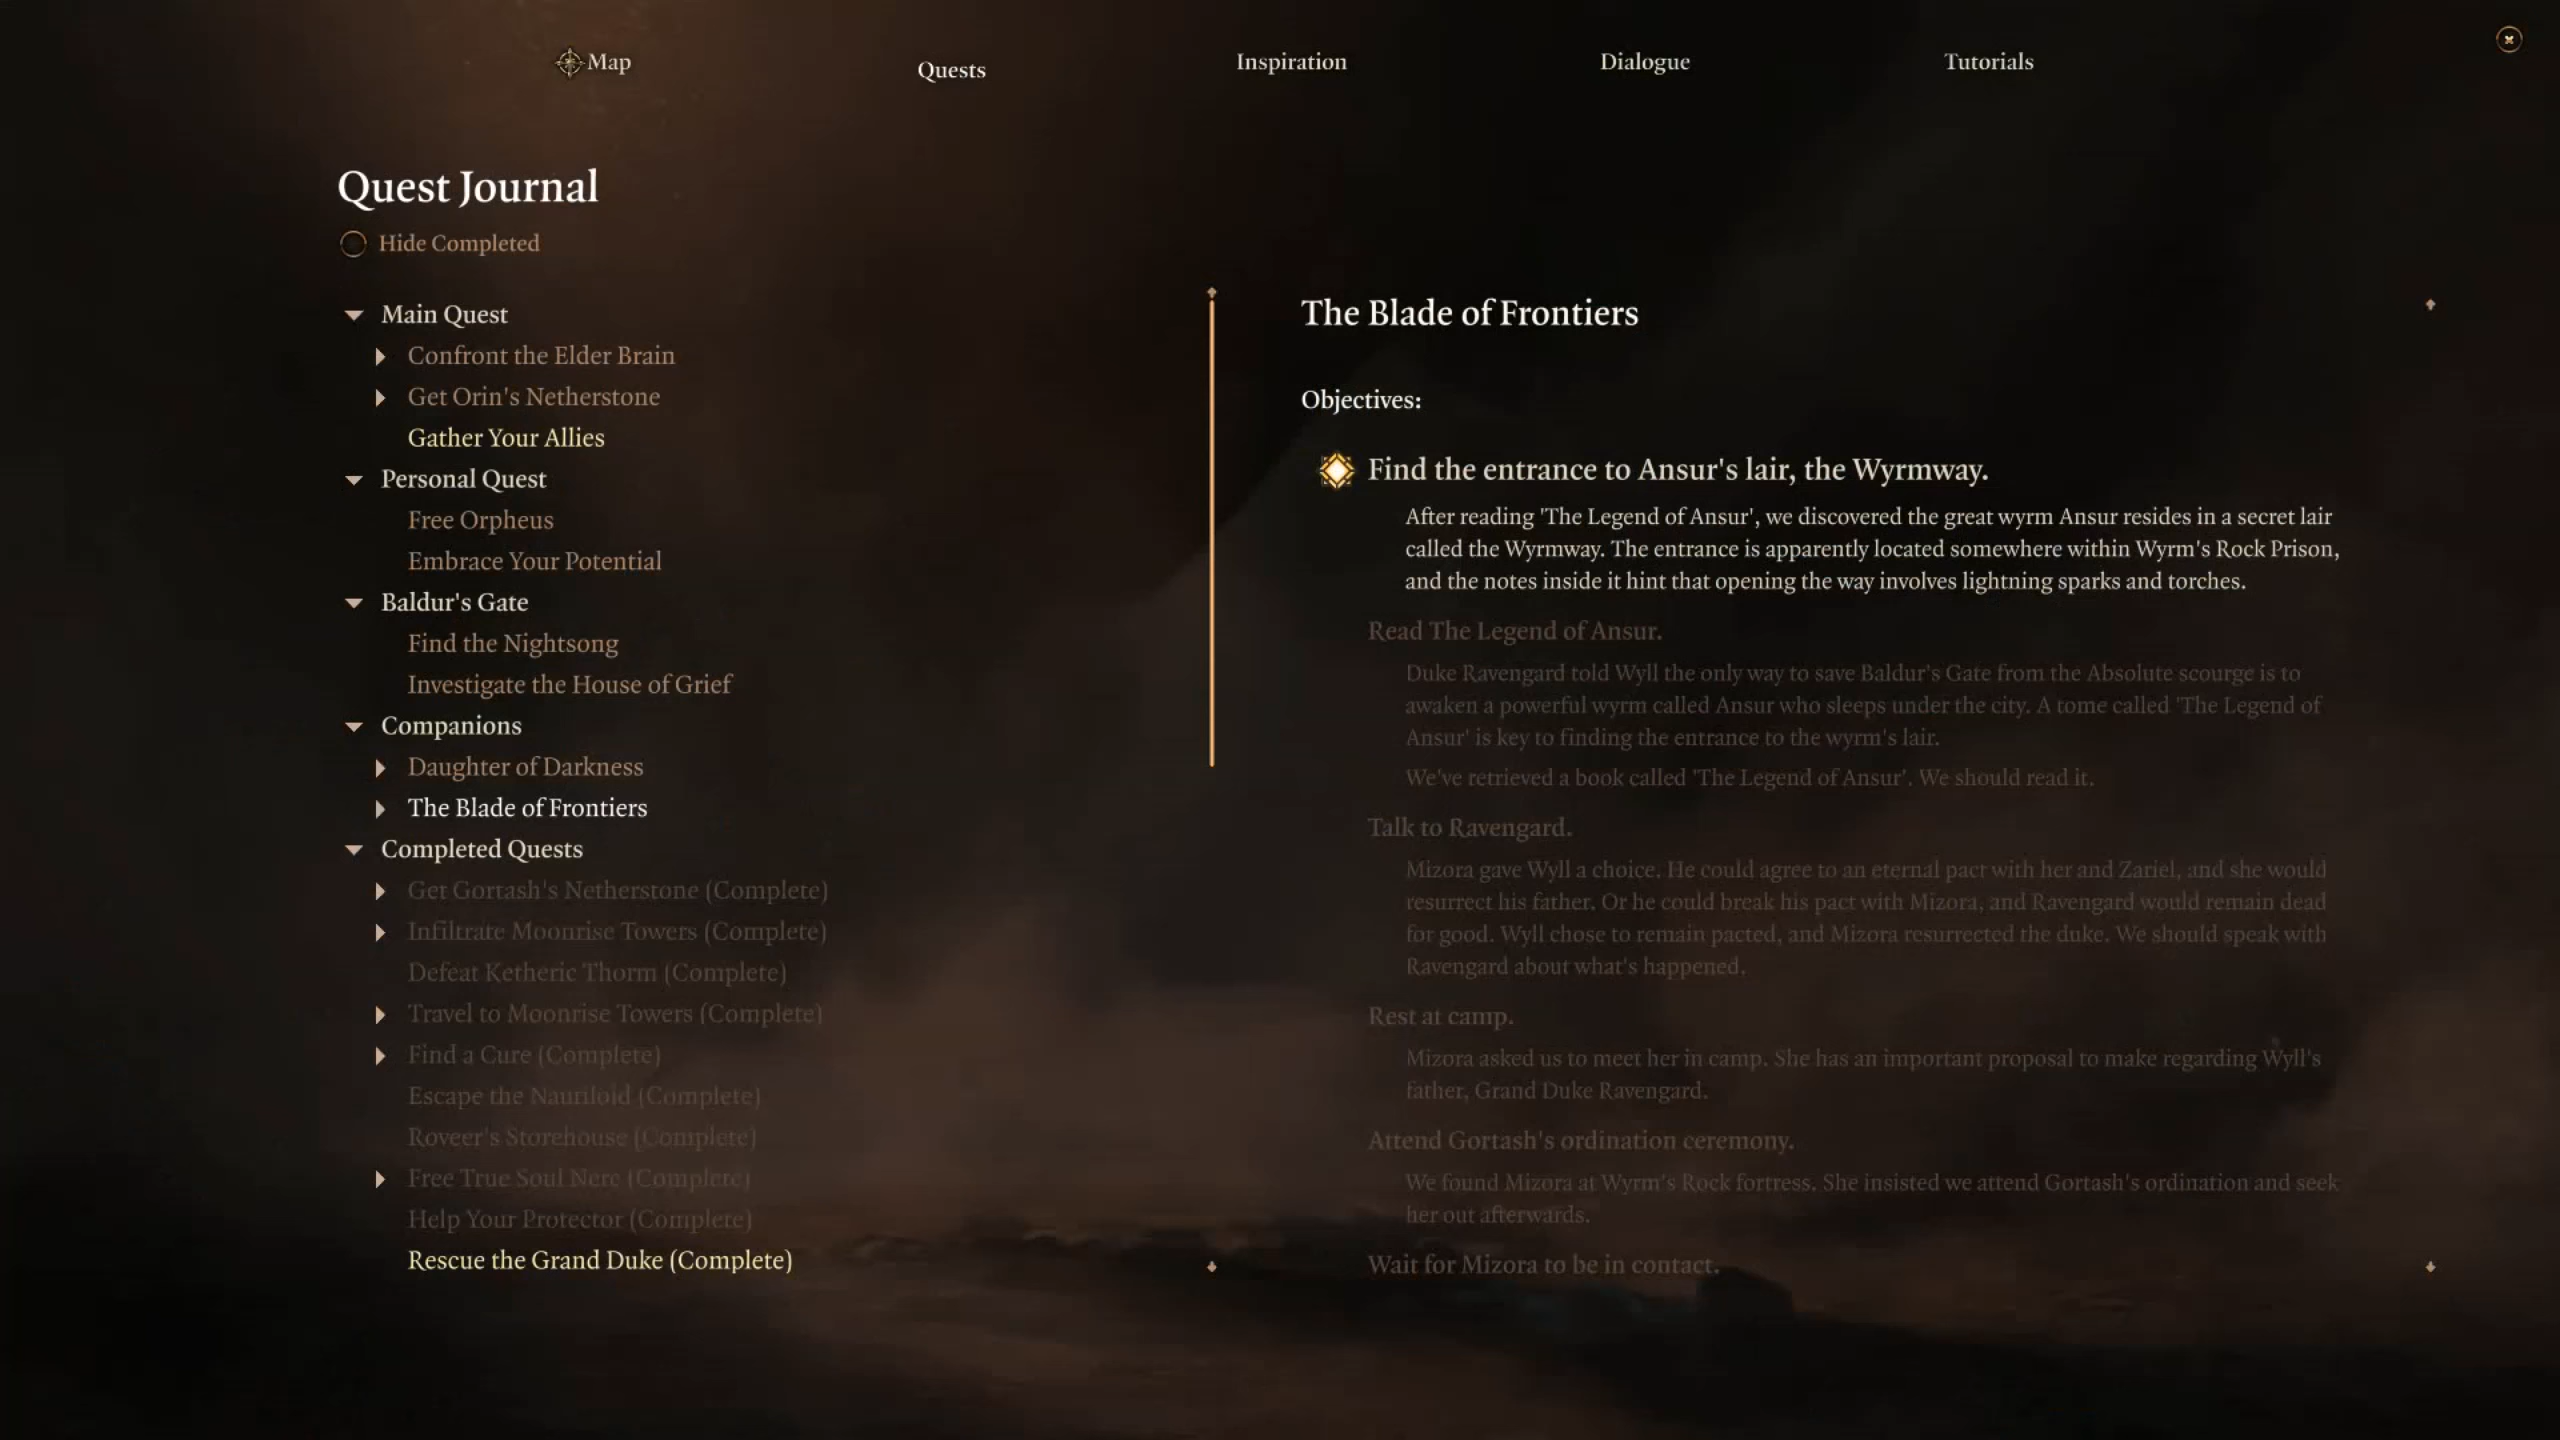 Map
Quests
Inspiration
Dialogue
Tutorials
Quest Journal
Hide Completed
Main Quest
Confront the Elder Brain
Get Orin's Netherstone
Gather Your Allies
Personal Quest
Free Orpheus
Embrace Your Potential
Baldur's Gate
Find the Nightsong
Investigate the House of Grief
Companions
Daughter of Darkness
The Blade of Frontiers
Completed Quests
Get Gortash's Netherstone (Complete)
Infiltrate Moonrise Towers (Complete)
Defeat Ketheric Thorm (Complete)
Travel to Moonrise Towers (Complete)
Find a Cure (Complete)
Escape the Nautiloid (Complete)
Roveer's Storehouse (Complete)
Free True Soul Nere (Complete)
Help Your Protector (Complete)
Rescue the Grand Duke (Complete)
The Blade of Frontiers
Objectives:
Find the entrance to Ansur's lair, the Wyrmway.
After reading 'The Legend of Ansur', we discovered the great wyrm Ansur resides in a secret lair
called the Wyrmway. The entrance is apparently located somewhere within Wyrm's Rock Prison,
and the notes inside it hint that opening the way involves lightning sparks and torches.
Read The Legend of Ansur.
Duke Ravengard told Wyll the only way to save Baldur's Gate from the Absolute scourge is to
awaken a powerful wyrm called Ansur who sleeps under the city. A tome called 'The Legend of
Ansur' is key to finding the entrance to the wyrm's lair.
We've retrieved a book called 'The Legend of Ansur'. We should read it.
Talk to Ravengard.
Mizora gave Wyll a choice. He could agree to an eternal pact with her and Zariel, and she would
resurrect his father. Or he could break his pact with Mizora, and Ravengard would remain dead
for good. Wyll chose to remain pacted, and Mizora resurrected the duke. We should speak with
Ravengard about what's happened.
Rest at camp.
Mizora asked us to meet her in camp. She has an important proposal to make regarding Wyll's
father, Grand Duke Ravengard.
Attend Gortash's ordination ceremony.
We found Mizora at Wyrm's Rock fortress. She insisted we attend Gortash's ordination and seek
her out afterwards.
Wait for Mizora to be in contact.